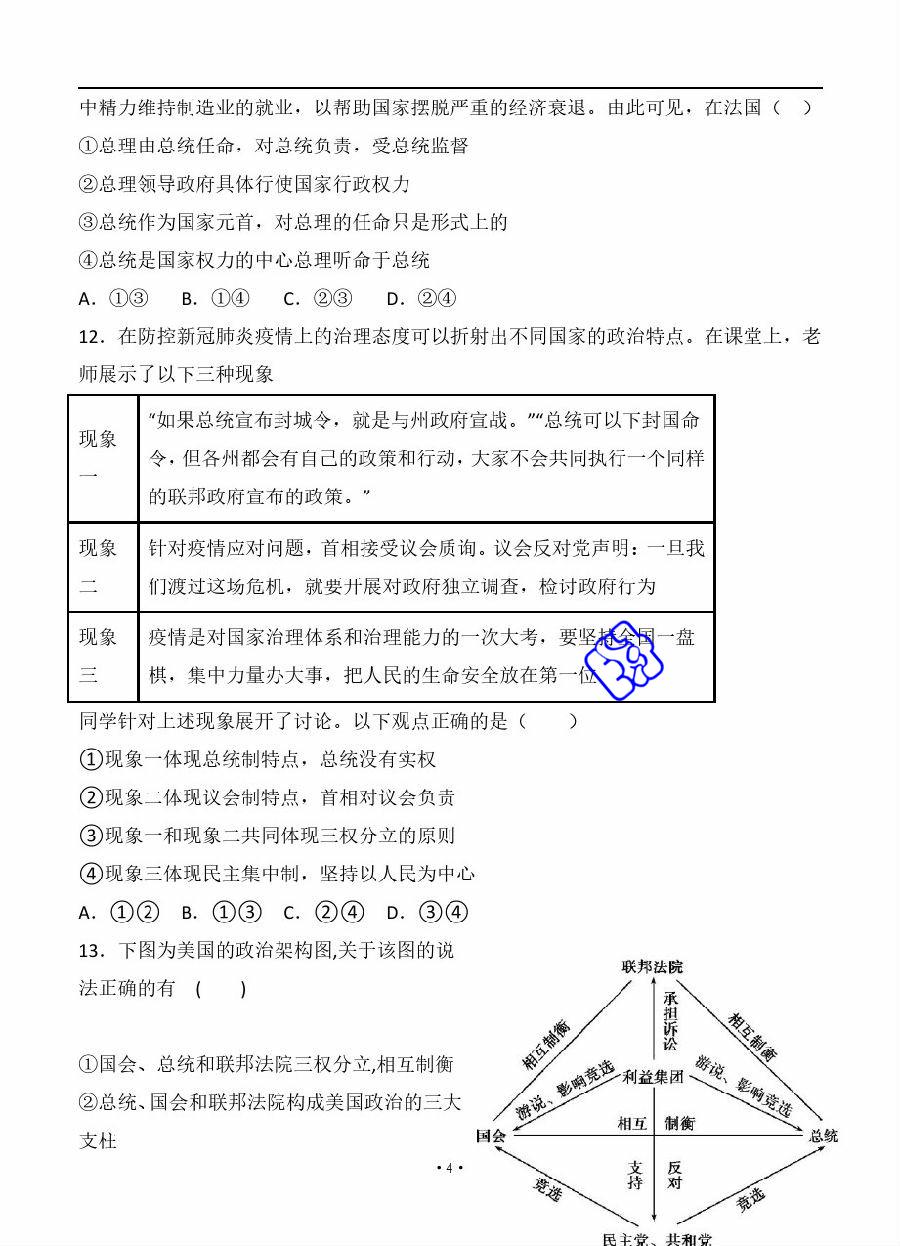 中精力维持制造业的就业，以帮助国家摆脱严重的经济衰退。由此可见，在法国（　）
①总理由总统任命，对总统负责，受总统监督
②总理领导政府具体行使国家行政权力
③总统作为国家元首，对总理的任命只是形式上的
④总统是国家权力的中心总理听命于总统
A．①③　B．①④　C．②③　D．②④
12．在防控新冠肺炎疫情上的治理态度可以折射出不同国家的政治特点。在课堂上，老
师展示了以下三种现象
现象
一
“如果总统宣布封城令，就是与州政府宣战。”“总统可以下封国命
令，但各州都会有自己的政策和行动，大家不会共同执行一个同样
的联邦政府宣布的政策。”
现象
二
针对疫情应对问题，首相接受议会质询。议会反对党声明：一旦我
们渡过这场危机，就要开展对政府独立调查，检讨政府行为
现象
三
疫情是对国家治理体系和治理能力的一次大考，要坚持全国一盘
棋，集中力量办大事，把人民的生命安全放在第一位
同学针对上述现象展开了讨论。以下观点正确的是（　　）
①现象一体现总统制特点，总统没有实权
②现象二体现议会制特点，首相对议会负责
③现象一和现象二共同体现三权分立的原则
④现象三体现民主集中制，坚持以人民为中心
A．①②　B．①③　C．②④　D．③④
13．下图为美国的政治架构图,关于该图的说
法正确的有　(　　)
①国会、总统和联邦法院三权分立,相互制衡
②总统、国会和联邦法院构成美国政治的三大
支柱
联邦法院
承担诉讼
相互制衡
相互制衡
利益集团
游说、影响竞选
游说、影响竞选
相互　制衡
国会
总统
支持
反对
竞选
竞选
民主党、共和党
· 4 ·